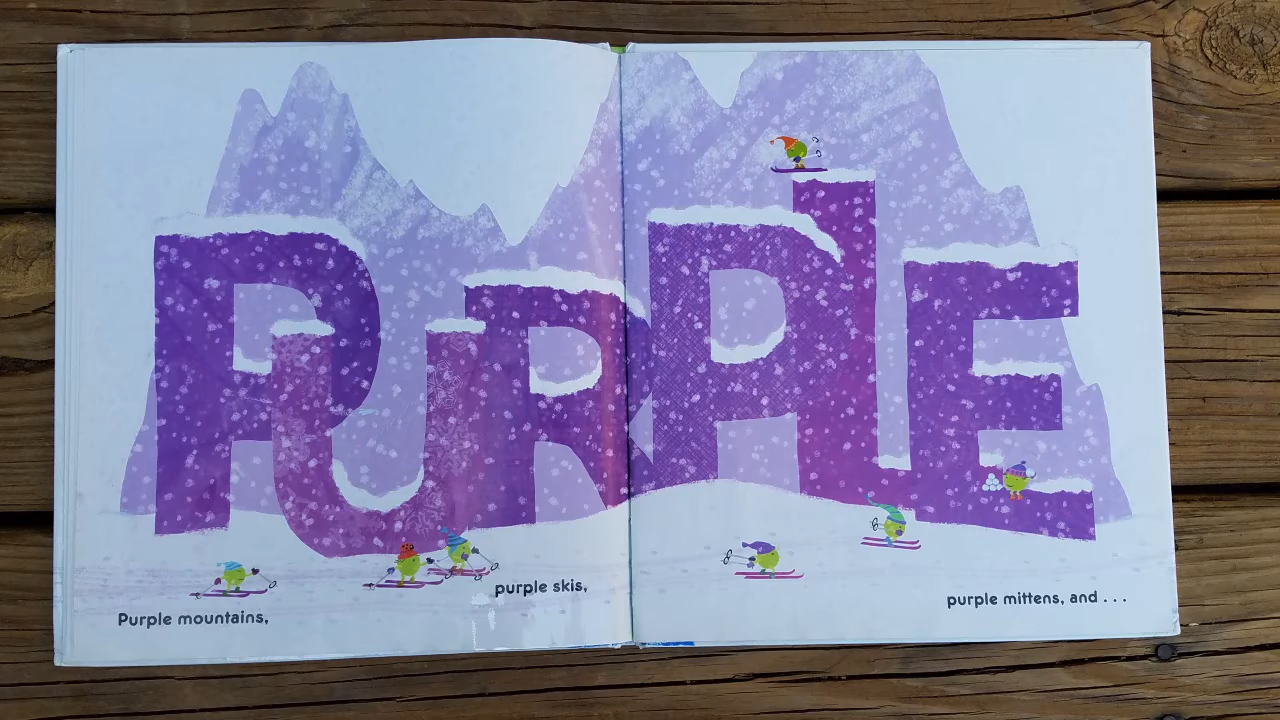 PURPLE
Purple mountains,
purple skis,
purple mittens, and . . .